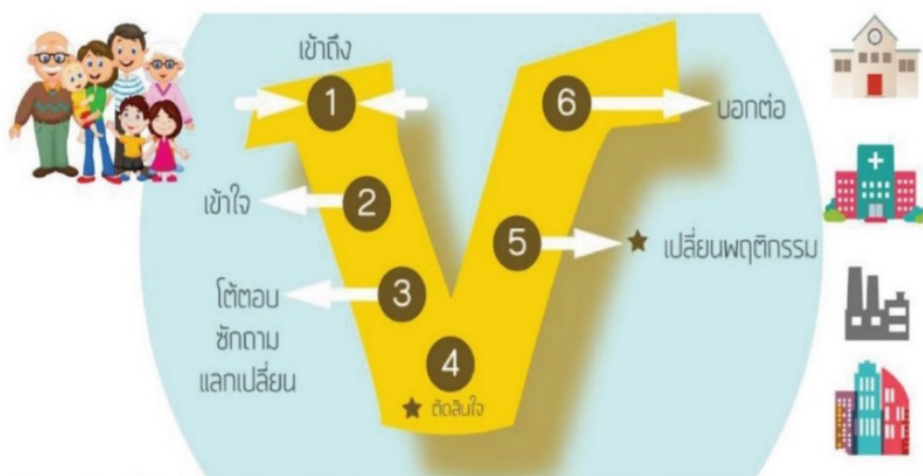 เข้าถึง
1
6
บอกต่อ
2
เข้าใจ
5
เปลี่ยนพฤติกรรม
3
โต้ตอบ
ซักถาม
แลกเปลี่ยน
4
ตัดสินใจ